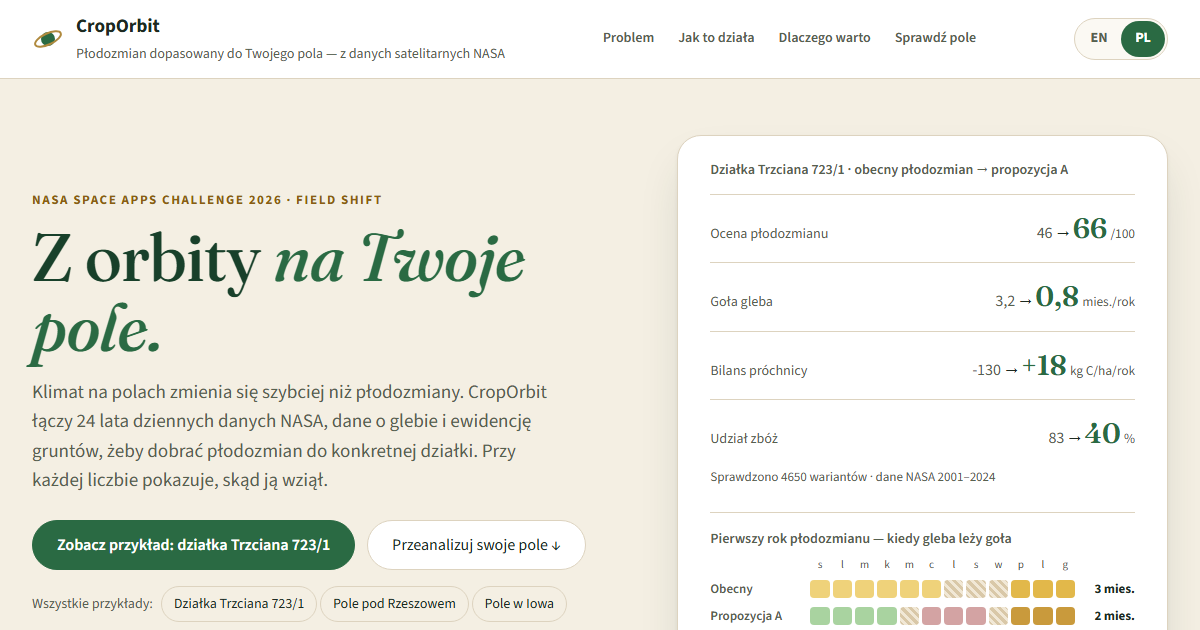 CropOrbit
Płodozmian dopasowany do Twojego pola — z danych satelitarnych NASA
Problem
Jak to działa
Dlaczego warto
Sprawdź pole
EN
PL
NASA SPACE APPS CHALLENGE 2026 · FIELD SHIFT
Z orbity na Twoje
pole.
Klimat na polach zmienia się szybciej niż płodozmiany. CropOrbit
łączy 24 lata dziennych danych NASA, dane o glebie i ewidencję
gruntów, żeby dobrać płodozmian do konkretnej działki. Przy
każdej liczbie pokazuje, skąd ją wziął.
Zobacz przykład: działka Trzciana 723/1
Przeanalizuj swoje pole ↓
Wszystkie przykłady:
Działka Trzciana 723/1
Pole pod Rzeszowem
Pole w Iowa
Działka Trzciana 723/1 · obecny płodozmian → propozycja A
Ocena płodozmianu 46 → 66 /100
Goła gleba 3,2 → 0,8 mies./rok
Bilans próchnicy -130 → +18 kg C/ha/rok
Udział zbóż 83 → 40 %
Sprawdzono 4650 wariantów · dane NASA 2001–2024
Pierwszy rok płodozmianu — kiedy gleba leży goła
s l m k m c l s w p l g
Obecny 3 mies.
Propozycja A 2 mies.